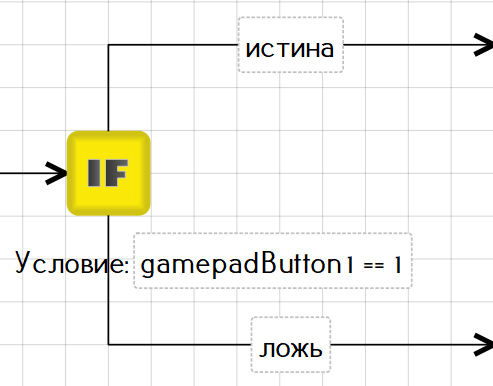 истина
IF
Условие: gamepadButton1 == 1
ложь